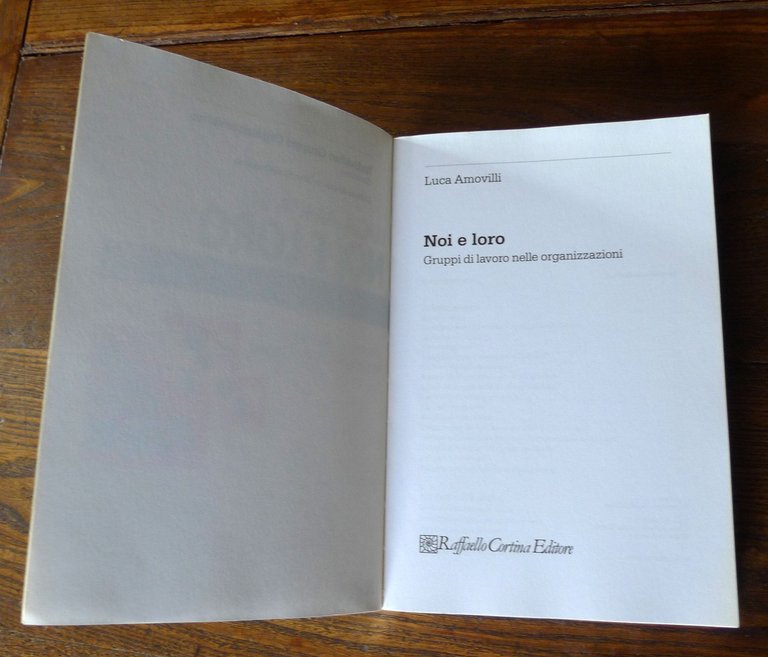 Luca Amovilli
Noi e loro
Gruppi di lavoro nelle organizzazioni
Raffaello Cortina Editore